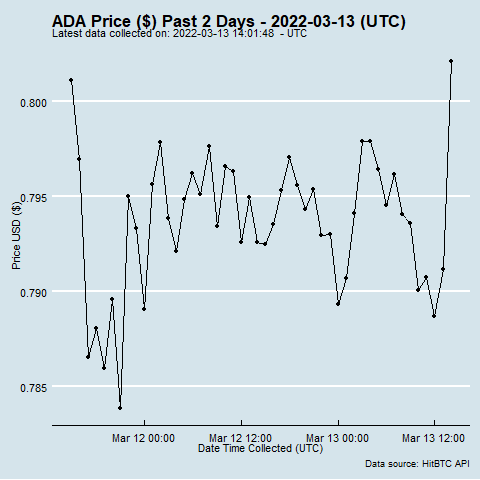 ADA Price ($) Past 2 Days - 2022-03-13 (UTC)
Latest data collected on: 2022-03-13 14:01:48 - UTC
Price USD ($)
0.800
0.795
0.790
0.785
Mar 12 00:00
Mar 12 12:00
Mar 13 00:00
Mar 13 12:00
Date Time Collected (UTC)
Data source: HitBTC API